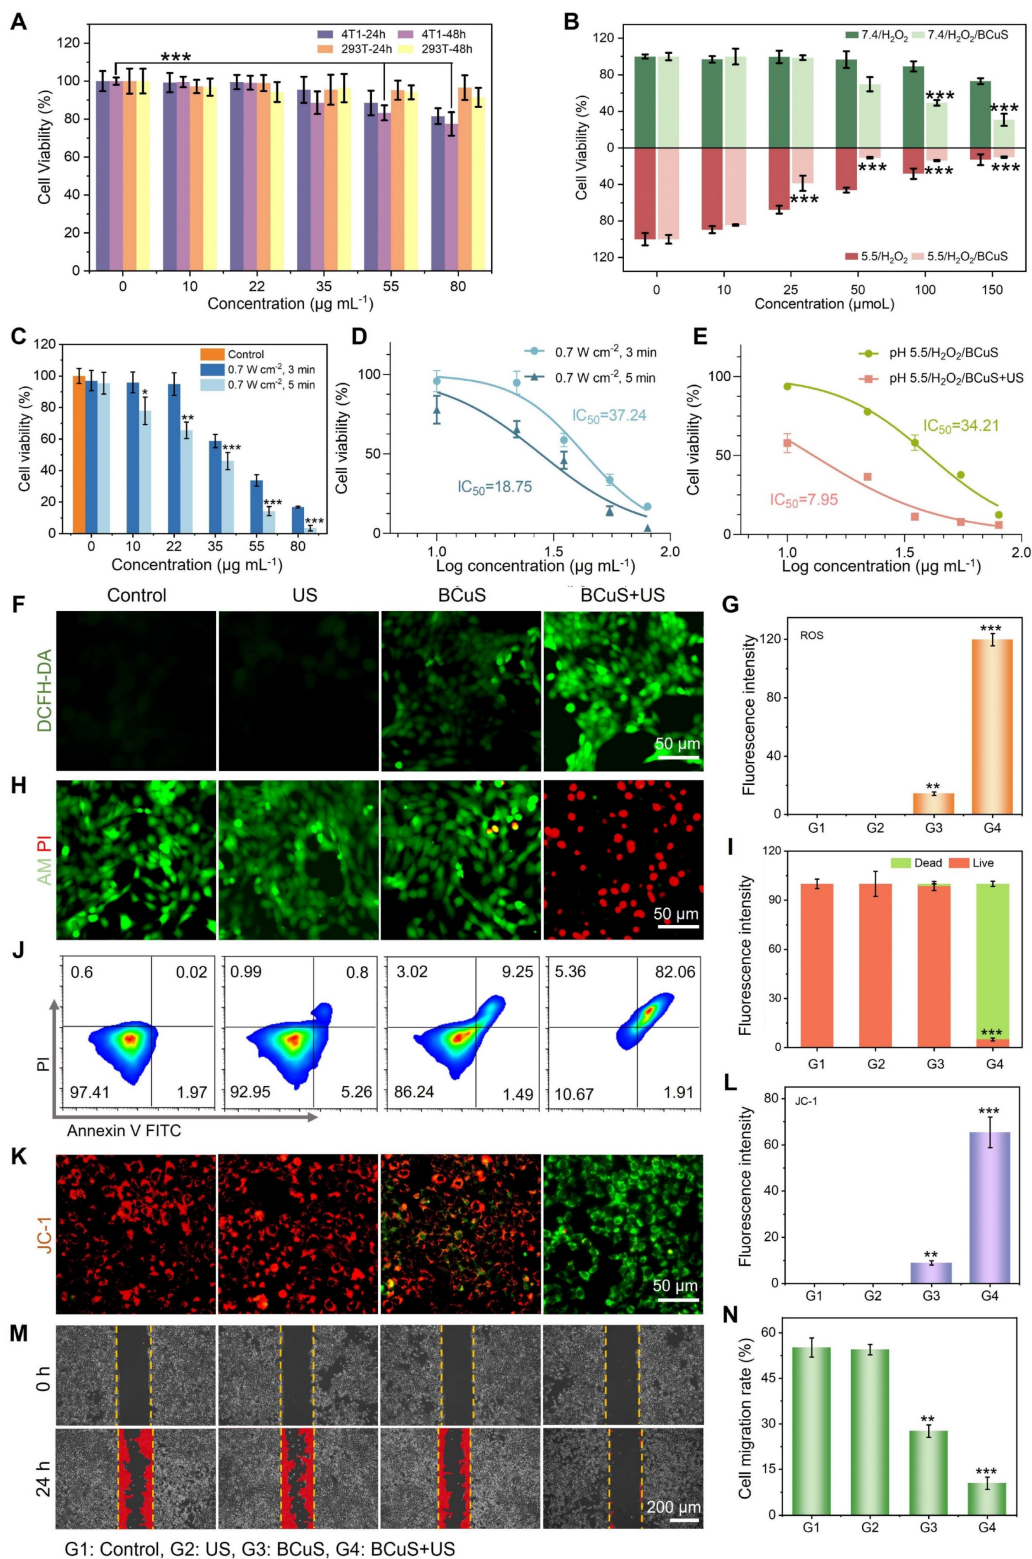 A
120
100
80
60
40
20
0
Cell Viability (%)
4T1-24h 4T1-48h
293T-24h 293T-48h
***
0 10 22 35 55 80
Concentration (µg mL⁻¹)
B
120
80
40
0
40
80
120
Cell Viability (%)
Cell Viability (%)
7.4/H₂O₂ 7.4/H₂O₂/BCuS
***
***
***
***
***
***
5.5/H₂O₂ 5.5/H₂O₂/BCuS
0 10 25 50 100 150
Concentration (µmoL)
C
120
100
80
60
40
20
0
Cell viability (%)
Control
0.7 W cm⁻², 3 min
0.7 W cm⁻², 5 min
*
**
***
***
***
0 10 22 35 55 80
Concentration (µg mL⁻¹)
D
100
50
0
Cell viability (%)
0.7 W cm⁻², 3 min
0.7 W cm⁻², 5 min
IC₅₀=37.24
IC₅₀=18.75
1.0 1.5 2.0
Log concentration (µg mL⁻¹)
E
100
50
0
Cell viability (%)
pH 5.5/H₂O₂/BCuS
pH 5.5/H₂O₂/BCuS+US
IC₅₀=34.21
IC₅₀=7.95
1.0 1.5 2.0
Log concentration (µg mL⁻¹)
Control US BCuS BCuS+US
F
DCFH-DA
50 µm
G
Fluorescence intensity
120
80
40
0
ROS
**
***
G1 G2 G3 G4
H
AM PI
50 µm
I
Fluorescence intensity
120
90
60
30
0
Dead Live
***
G1 G2 G3 G4
J
0.6 0.02
97.41 1.97
0.99 0.8
92.95 5.26
3.02 9.25
86.24 1.49
5.36 82.06
10.67 1.91
PI
Annexin V FITC
K
JC-1
50 µm
L
Fluorescence intensity
80
60
40
20
0
JC-1
**
***
G1 G2 G3 G4
M
0 h
24 h
200 µm
N
Cell migration rate (%)
60
45
30
15
0
**
***
G1 G2 G3 G4
G1: Control, G2: US, G3: BCuS, G4: BCuS+US